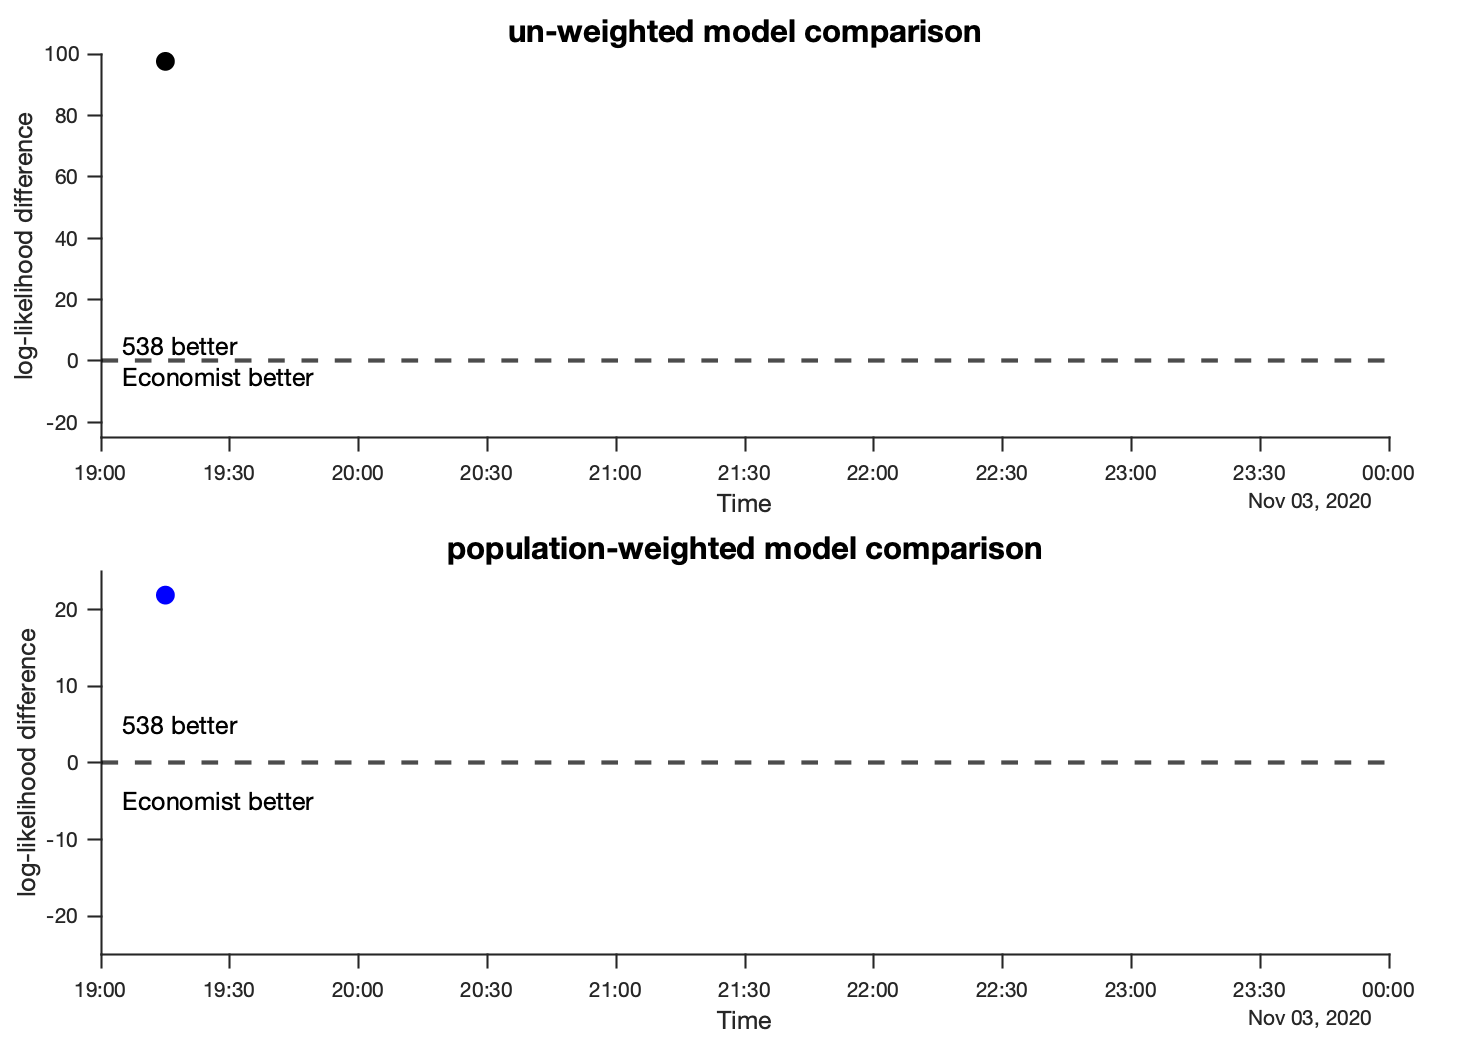 un-weighted model comparison
100
80
60
40
20
0
-20
log-likelihood difference
538 better
Economist better
19:00 19:30 20:00 20:30 21:00 21:30 22:00 22:30 23:00 23:30 00:00
Time
Nov 03, 2020
population-weighted model comparison
20
10
0
-10
-20
log-likelihood difference
538 better
Economist better
19:00 19:30 20:00 20:30 21:00 21:30 22:00 22:30 23:00 23:30 00:00
Time
Nov 03, 2020